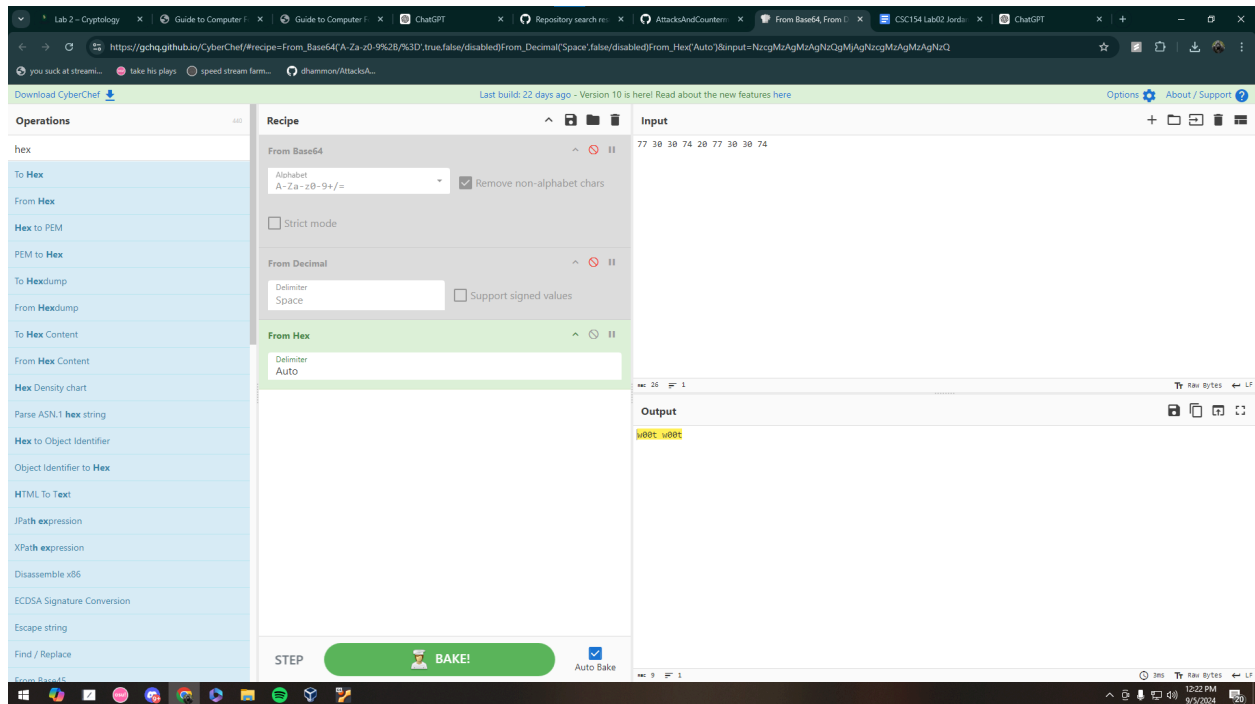 Lab 2 – Cryptology
Guide to Computer F
Guide to Computer F
ChatGPT
Repository search res
AttacksAndCounterm
From Base64, From D
CSC154 Lab02 Jordan
ChatGPT
https://gchq.github.io/CyberChef/#recipe=From_Base64('A-Za-z0-9%2B/%3D',true,false/disabled)From_Decimal('Space',false/disabled)From_Hex('Auto')&input=NzcgMzAgMzAgNzQgMjAgNzcgMzAgMzAgNzQ
you suck at streami...
take his plays
speed stream farm...
dhammon/AttacksA...
Download CyberChef
Last build: 22 days ago - Version 10 is here! Read about the new features here
Options
About / Support
Operations
440
hex
To Hex
From Hex
Hex to PEM
PEM to Hex
To Hexdump
From Hexdump
To Hex Content
From Hex Content
Hex Density chart
Parse ASN.1 hex string
Hex to Object Identifier
Object Identifier to Hex
HTML To Text
JPath expression
XPath expression
Disassemble x86
ECDSA Signature Conversion
Escape string
Find / Replace
From Base45
Recipe
From Base64
Alphabet
A-Za-z0-9+/=
Remove non-alphabet chars
Strict mode
From Decimal
Delimiter
Space
Support signed values
From Hex
Delimiter
Auto
STEP
BAKE!
Auto Bake
Input
77 30 30 74 20 77 30 30 74
REC 26 1
Raw Bytes LF
Output
w00t w00t
REC 9 1
3ms Raw Bytes LF
12:22 PM
9/5/2024
20